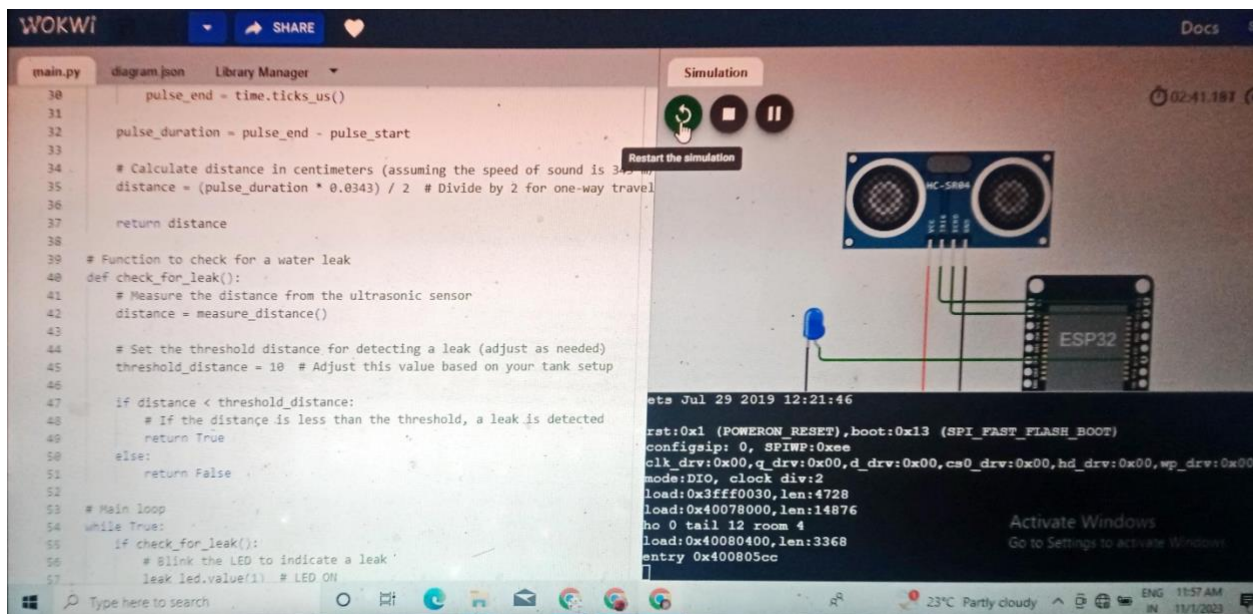 WOKWi
SHARE
Docs
main.py
diagram.json
Library Manager
Simulation
02:41.187
30 pulse_end = time.ticks_us()
31
32 pulse_duration = pulse_end - pulse_start
33
34 # Calculate distance in centimeters (assuming the speed of sound is 343 m/
35 distance = (pulse_duration * 0.0343) / 2 # Divide by 2 for one-way travel
36
37 return distance
38
39 # Function to check for a water leak
40 def check_for_leak():
41 # Measure the distance from the ultrasonic sensor
42 distance = measure_distance()
43
44 # Set the threshold distance for detecting a leak (adjust as needed)
45 threshold_distance = 10 # Adjust this value based on your tank setup
46
47 if distance < threshold_distance:
48 # If the distance is less than the threshold, a leak is detected
49 return True
50 else:
51 return False
52
53 # Main loop
54 while True:
55 if check_for_leak():
56 # Blink the LED to indicate a leak
57 leak_led.value(1) # LED ON
Restart the simulation
HC-SR04
VCC
TRIG
ECHO
GND
ESP32
ets Jul 29 2019 12:21:46
rst:0x1 (POWERON_RESET),boot:0x13 (SPI_FAST_FLASH_BOOT)
configsip: 0, SPIWP:0xee
clk_drv:0x00,q_drv:0x00,d_drv:0x00,cs0_drv:0x00,hd_drv:0x00,wp_drv:0x00
mode:DIO, clock div:2
load:0x3fff0030,len:4728
load:0x40078000,len:14876
ho 0 tail 12 room 4
load:0x40080400,len:3368
entry 0x400805cc
Activate Windows
Go to Settings to activate Windows.
Type here to search
23°C Partly cloudy
ENG
IN
11:57 AM
11/1/2023